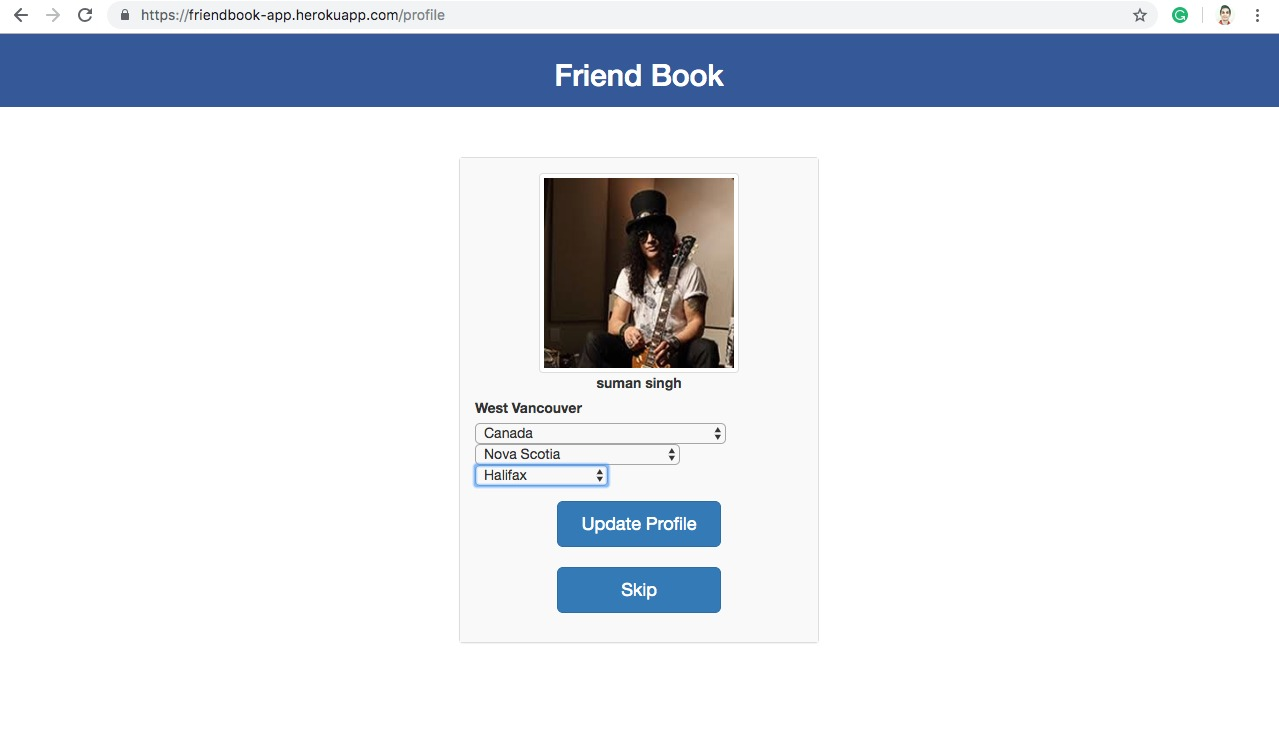 https://friendbook-app.herokuapp.com/profile
Friend Book
suman singh
West Vancouver
Canada
Nova Scotia
Halifax
Update Profile
Skip